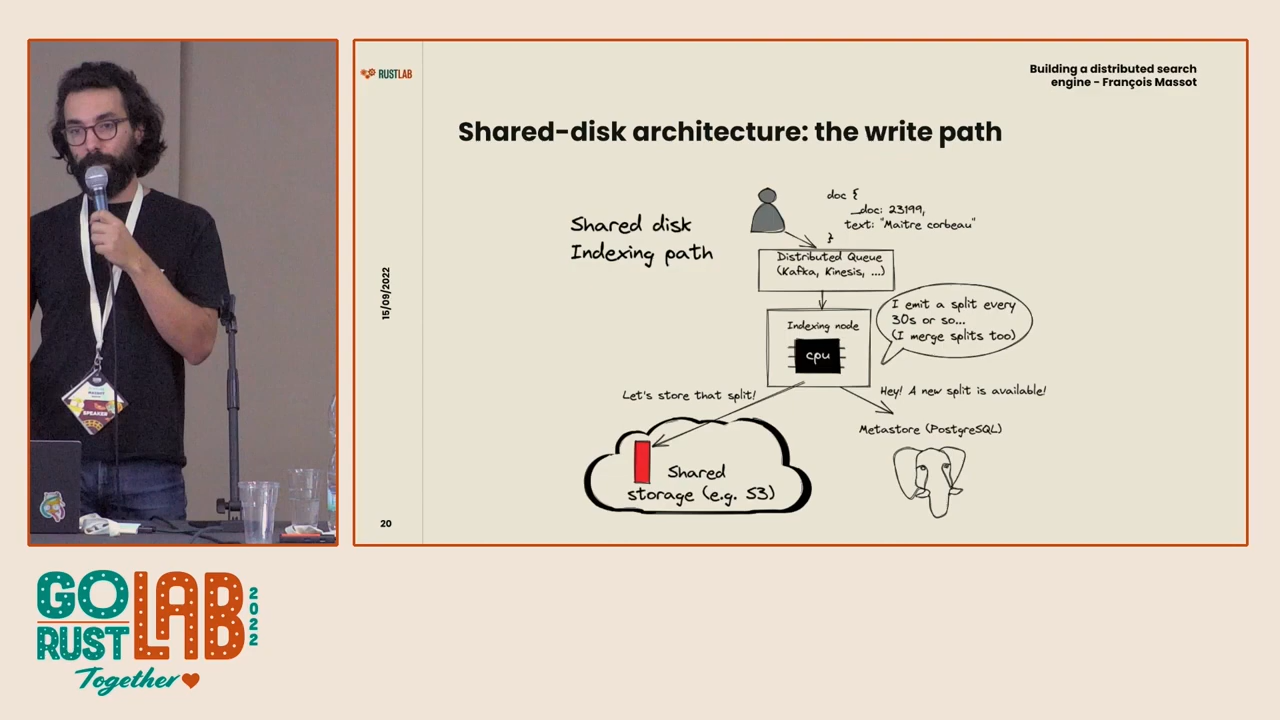 RUSTLAB
Building a distributed search
engine - François Massot
Shared-disk architecture: the write path
Shared disk
Indexing path
doc {
__doc: 23199,
text: "Maitre corbeau"
}
Distributed Queue
(Kafka, Kinesis, ...)
Indexing node
cpu
I emit a split every
30s or so...
(I merge splits too)
Let's store that split!
Hey! A new split is available!
Metastore (PostgreSQL)
Shared
storage (e.g. S3)
15/09/2022
20
SPEAKER
GO LAB
RUST
2022
Together